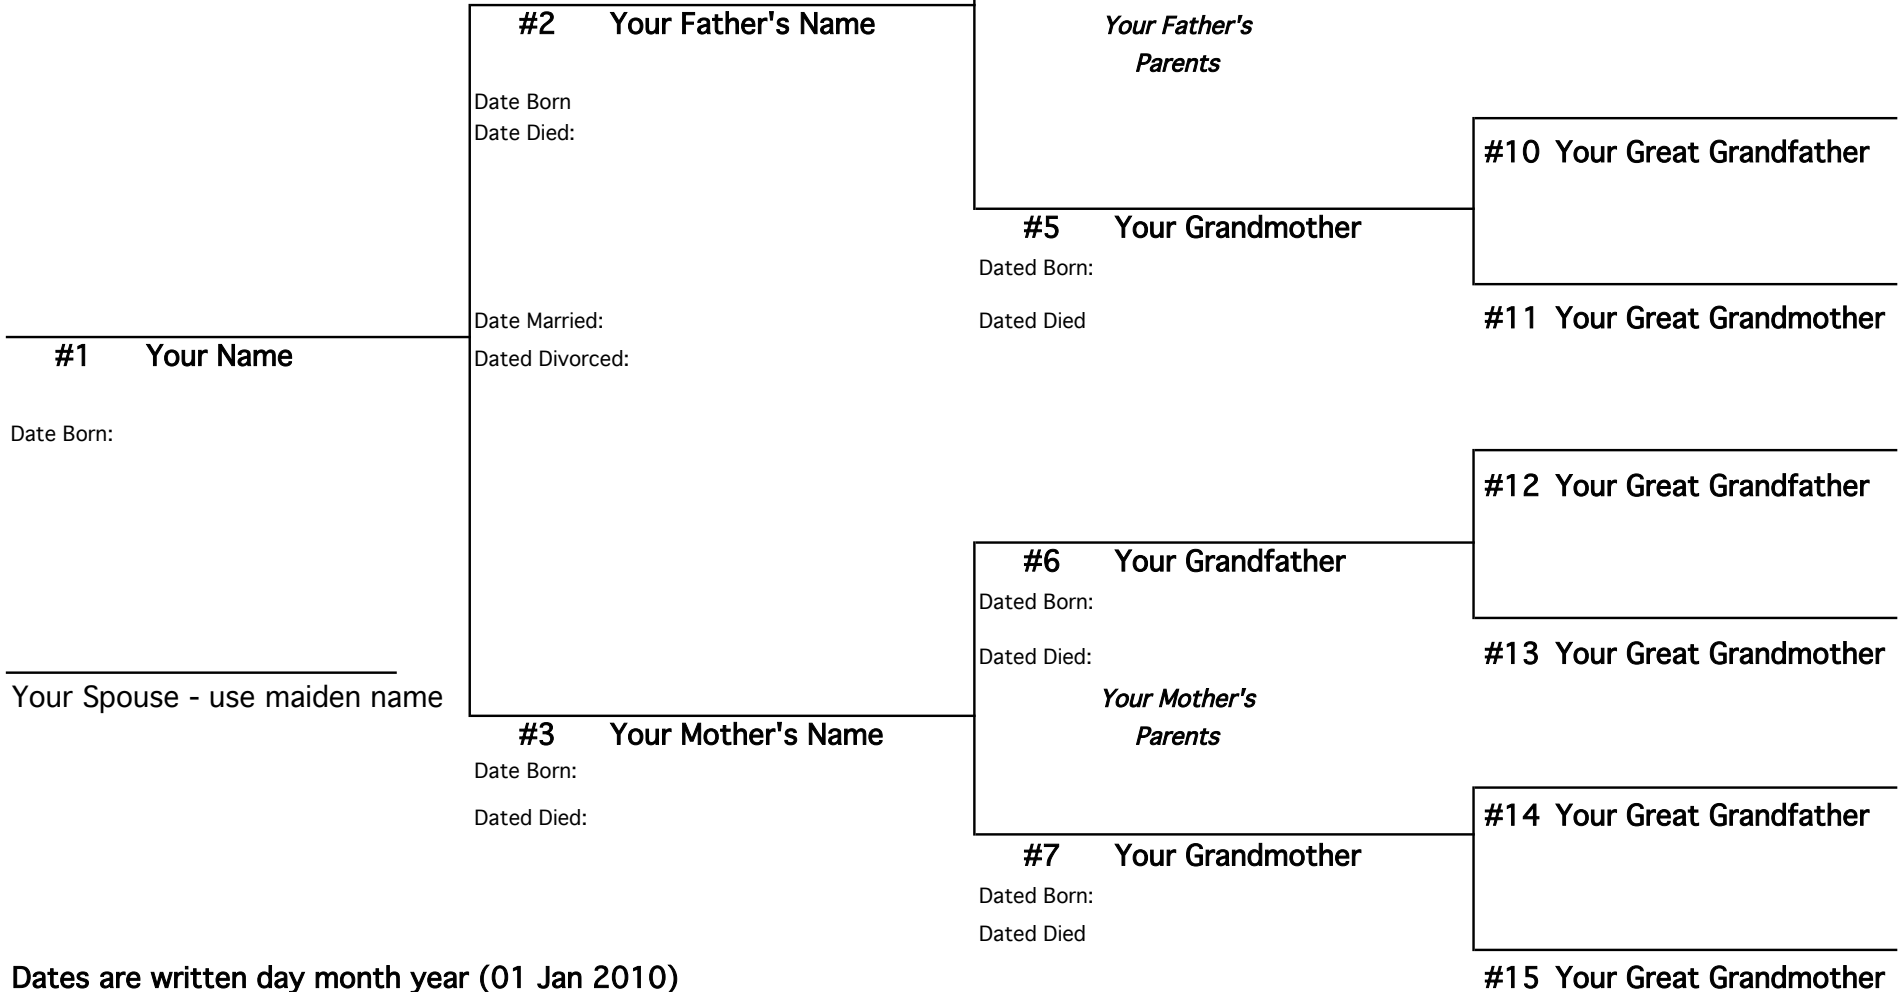 #2 Your Father's Name
Date Born
Date Died:
Date Married:
Dated Divorced:
#1 Your Name
Date Born:
Your Spouse - use maiden name
#3 Your Mother's Name
Date Born:
Dated Died:
Your Father's
Parents
#5 Your Grandmother
Dated Born:
Dated Died
#6 Your Grandfather
Dated Born:
Dated Died:
Your Mother's
Parents
#7 Your Grandmother
Dated Born:
Dated Died
#10 Your Great Grandfather
#11 Your Great Grandmother
#12 Your Great Grandfather
#13 Your Great Grandmother
#14 Your Great Grandfather
#15 Your Great Grandmother
Dates are written day month year (01 Jan 2010)